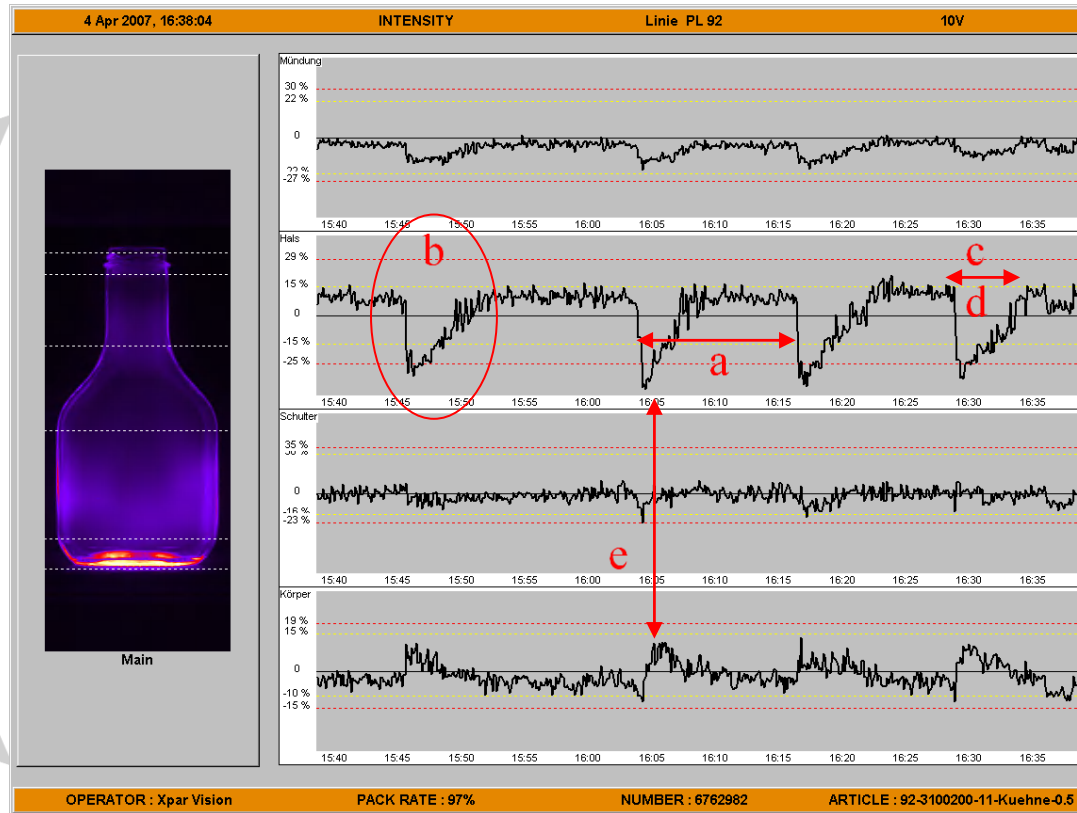 4 Apr 2007, 16:38:04 INTENSITY Linie PL 92 10V
Mündung
30 %
22 %
0
-27 %
15:40 15:45 15:50 15:55 16:00 16:05 16:10 16:15 16:20 16:25 16:30 16:35
Hals
29 %
b
c
15 %
d
0
-15 %
a
-25 %
15:40 15:45 15:50 15:55 16:00 16:05 16:10 16:15 16:20 16:25 16:30 16:35
Schulter
35 %
0
-16 %
-23 %
e
15:40 15:45 15:50 15:55 16:00 16:05 16:10 16:15 16:20 16:25 16:30 16:35
Körper
19 %
15 %
Main
0
-10 %
-15 %
15:40 15:45 15:50 15:55 16:00 16:05 16:10 16:15 16:20 16:25 16:30 16:35
OPERATOR : Xpar Vision PACK RATE : 97% NUMBER : 6762982 ARTICLE : 92-3100200-11-Kuehne-0.5